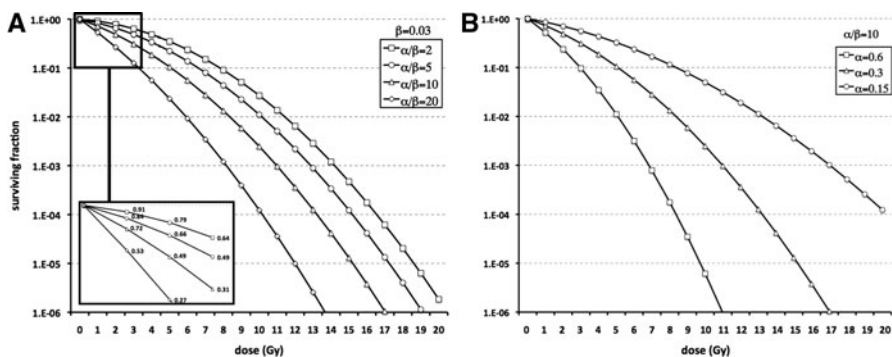 A
β=0.03
α/β=2
α/β=5
α/β=10
α/β=20
surviving fraction
1.E+00
1.E-01
1.E-02
1.E-03
1.E-04
1.E-05
1.E-06
0.91
0.79
0.64
0.66
0.49
0.72
0.49
0.31
0.53
0.27
0 1 2 3 4 5 6 7 8 9 10 11 12 13 14 15 16 17 18 19 20
dose (Gy)
B
α/β=10
α=0.6
α=0.3
α=0.15
1.E+00
1.E-01
1.E-02
1.E-03
1.E-04
1.E-05
1.E-06
0 1 2 3 4 5 6 7 8 9 10 11 12 13 14 15 16 17 18 19 20
dose (Gy)